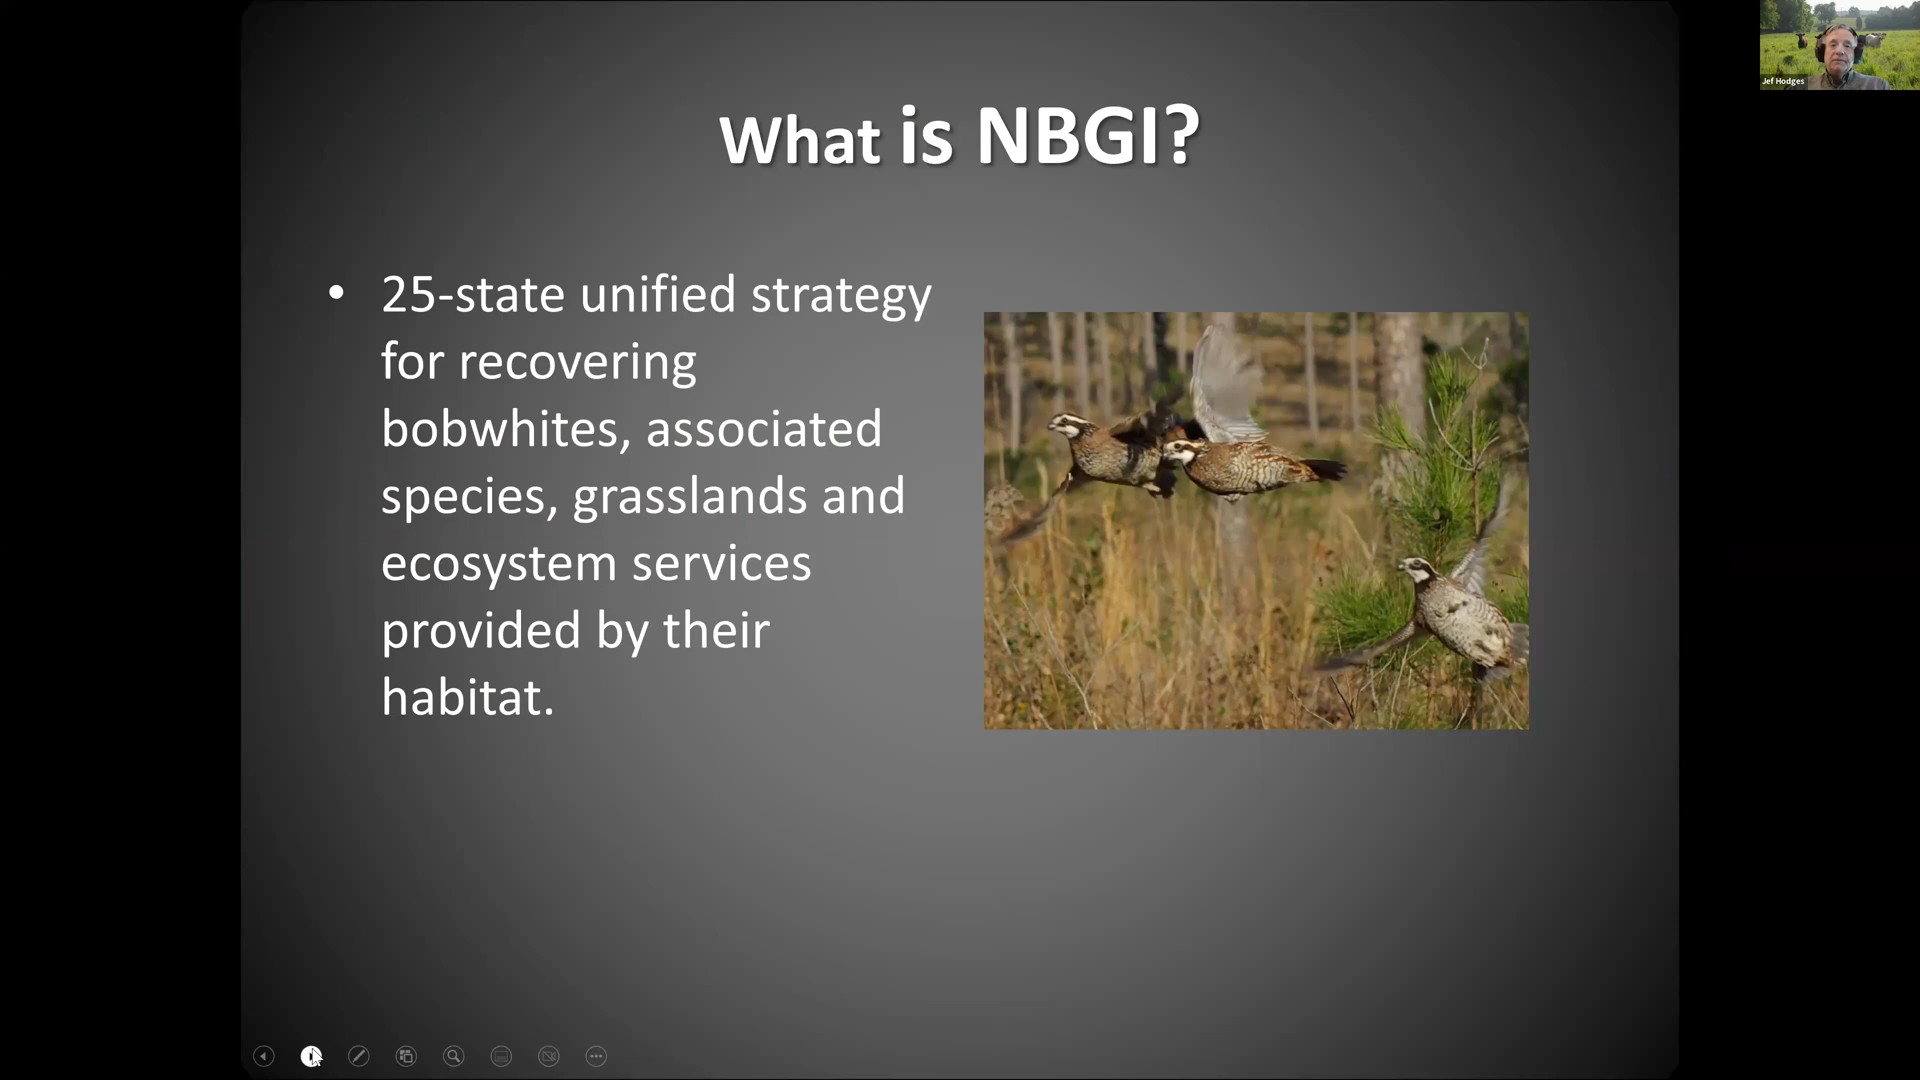 Jef Hodges
What is NBGI?
• 25-state unified strategy
for recovering
bobwhites, associated
species, grasslands and
ecosystem services
provided by their
habitat.